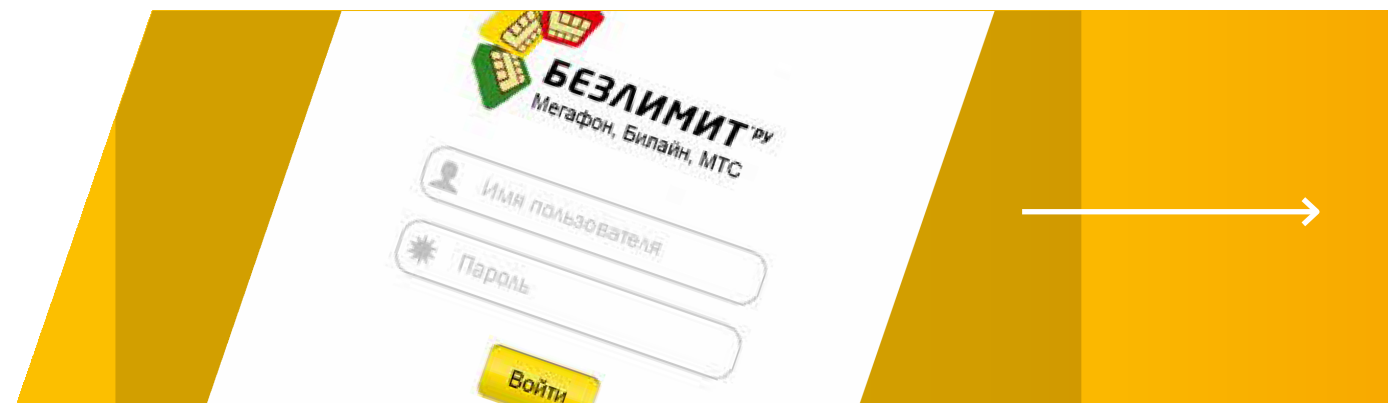 БЕЗЛИМИТ.РУ
Мегафон, Билайн, МТС
Имя пользователя
Пароль
Войти